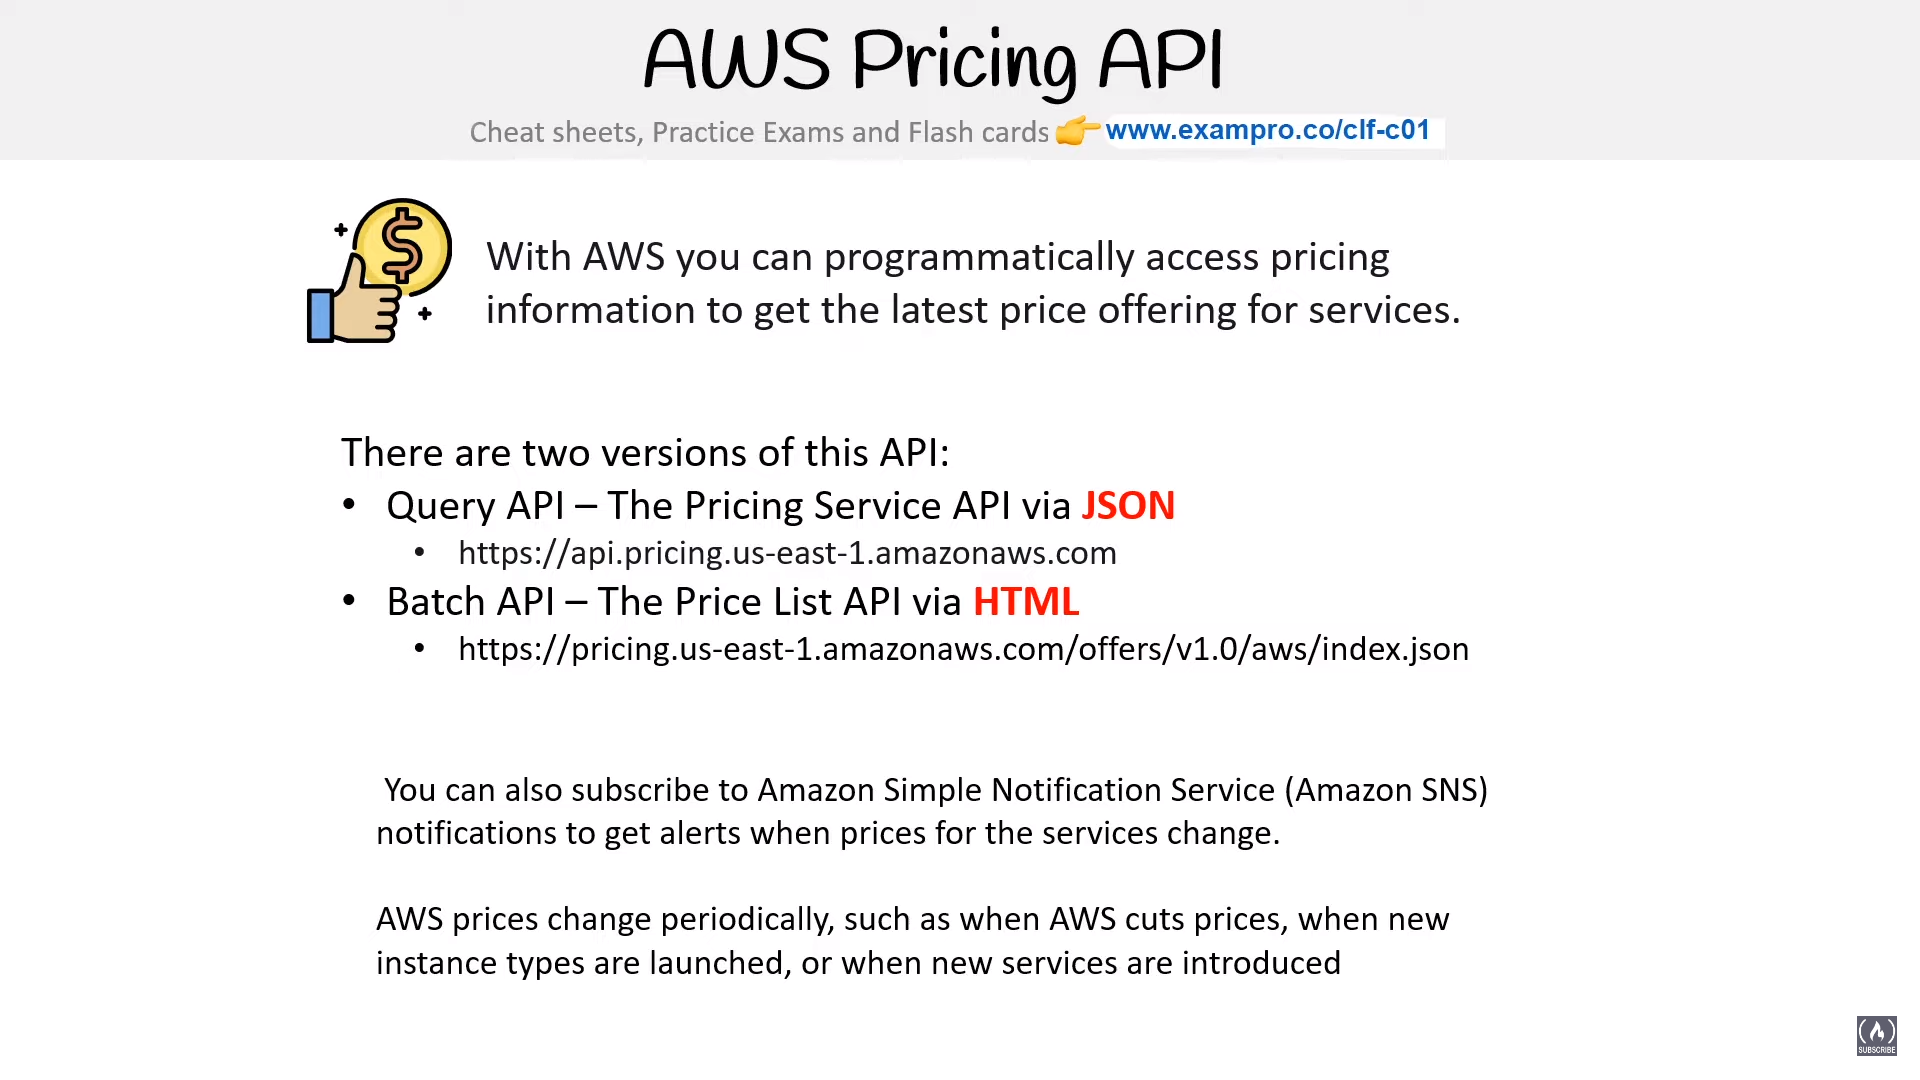 AWS Pricing API
Cheat sheets, Practice Exams and Flash cards 👉 www.exampro.co/clf-c01
$
With AWS you can programmatically access pricing
information to get the latest price offering for services.
There are two versions of this API:
• Query API – The Pricing Service API via JSON
• https://api.pricing.us-east-1.amazonaws.com
• Batch API – The Price List API via HTML
• https://pricing.us-east-1.amazonaws.com/offers/v1.0/aws/index.json
You can also subscribe to Amazon Simple Notification Service (Amazon SNS)
notifications to get alerts when prices for the services change.
AWS prices change periodically, such as when AWS cuts prices, when new
instance types are launched, or when new services are introduced
SUBSCRIBE